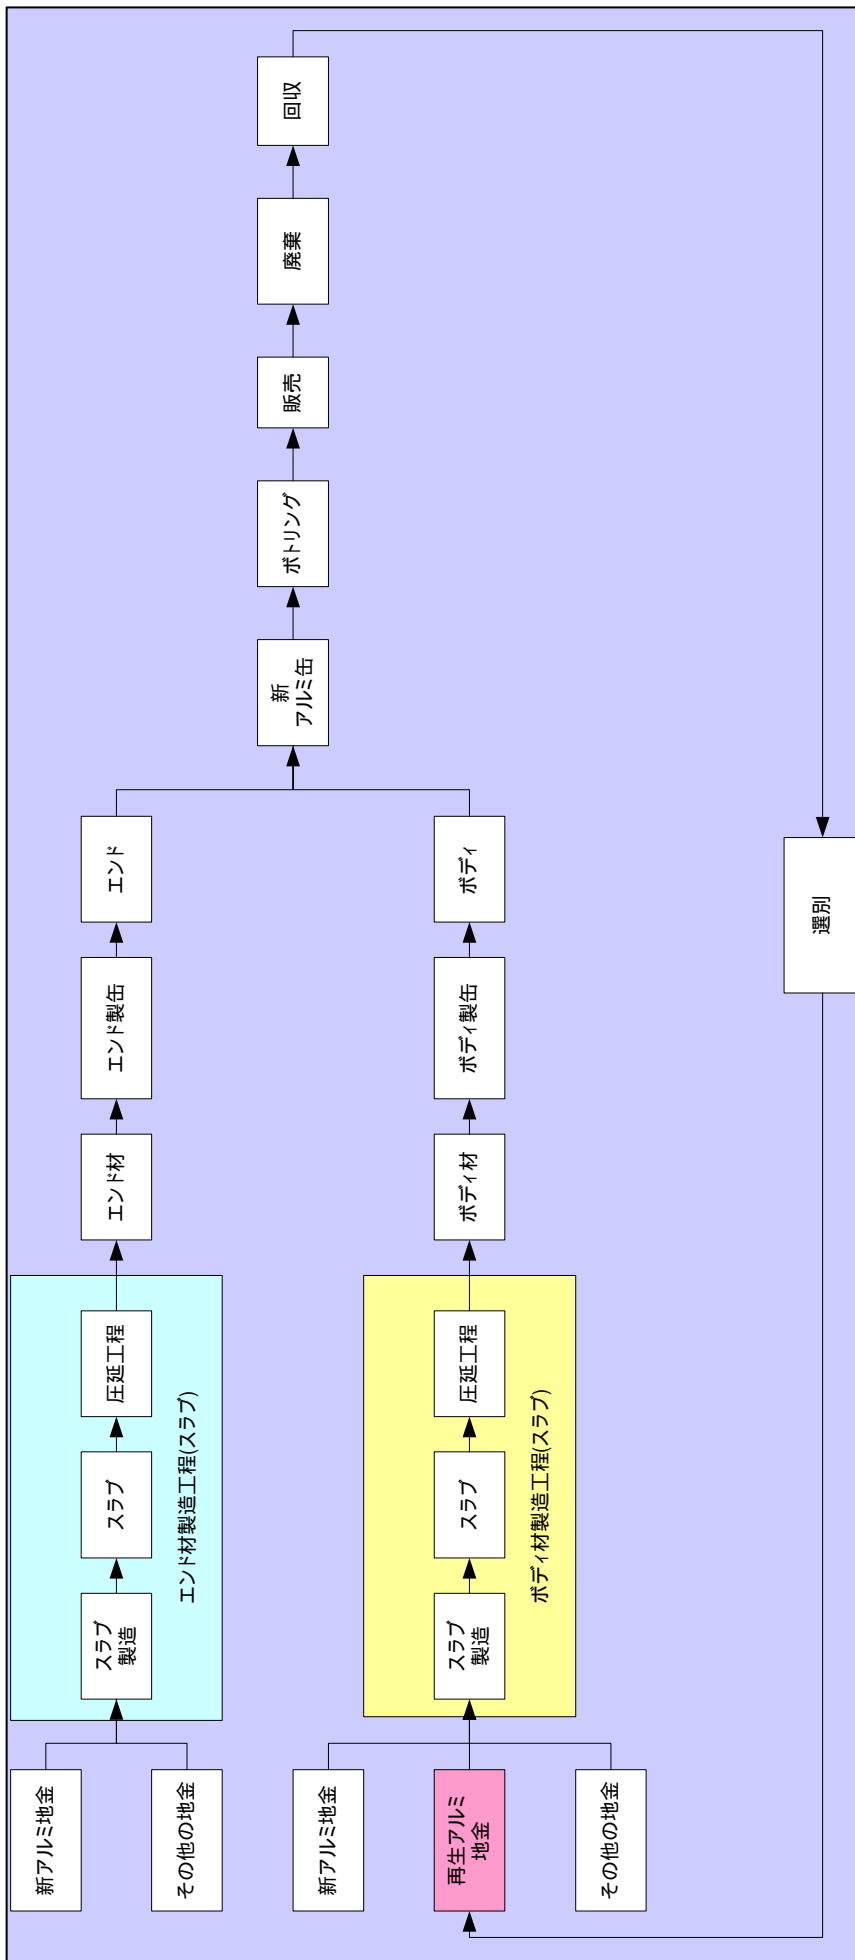 新アルミ地金
その他の地金
スラブ
製造
スラブ
圧延工程
エンド材製造工程(スラブ)
エンド材
エンド製缶
エンド
新アルミ地金
再生アルミ
地金
その他の地金
スラブ
製造
スラブ
圧延工程
ボディ材製造工程(スラブ)
ボディ材
ボディ製缶
ボディ
新
アルミ缶
ボトリング
販売
廃棄
回収
選別